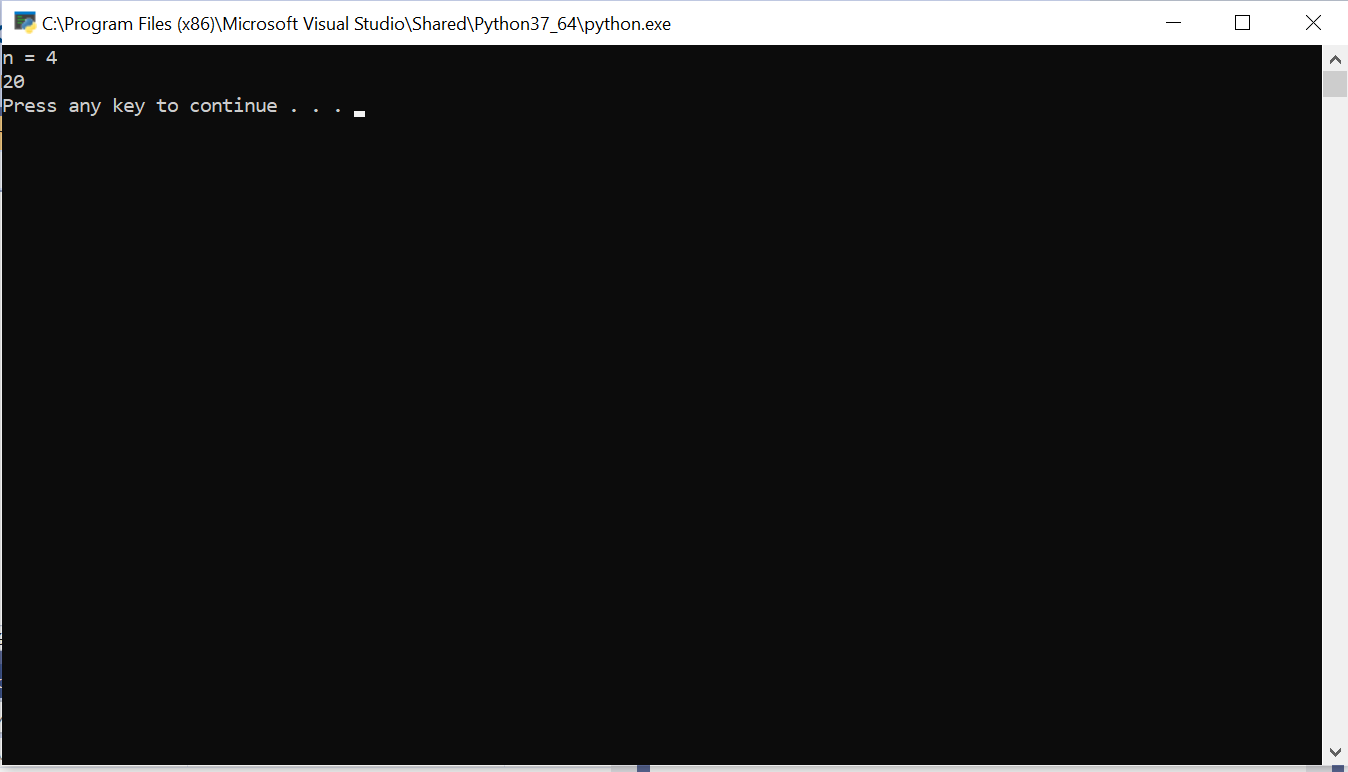 C:\Program Files (x86)\Microsoft Visual Studio\Shared\Python37_64\python.exe
n = 4
20
Press any key to continue . . .